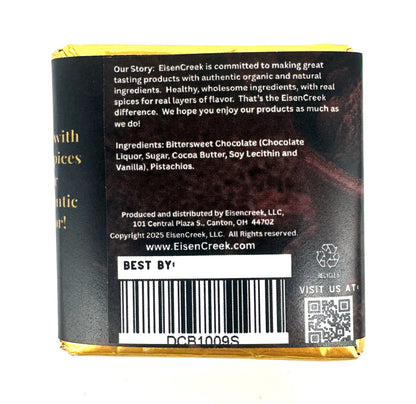 Our Story: EisenCreek is committed to making great
tasting products with authentic organic and natural
ingredients. Healthy, wholesome ingredients, with real
spices for real layers of flavor. That's the EisenCreek
difference. We hope you enjoy our products as much as
we do!
with
pices
r
ntic
or!
Ingredients: Bittersweet Chocolate (Chocolate
Liquor, Sugar, Cocoa Butter, Soy Lecithin and
Vanilla), Pistachios.
Produced and distributed by Eisencreek, LLC,
101 Central Plaza S., Canton, OH 44702
Copyright 2025 EisenCreek, LLC. All Rights reserved.
www.EisenCreek.com
BEST BY:
DCB1009S
RECYCLE
VISIT US AT: